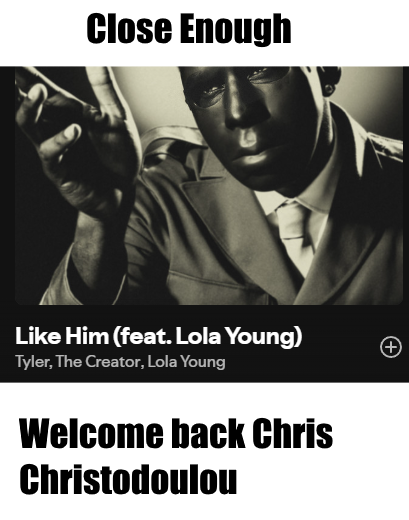 Close Enough
Like Him (feat. Lola Young)
Tyler, The Creator, Lola Young
Welcome back Chris
Christodoulou